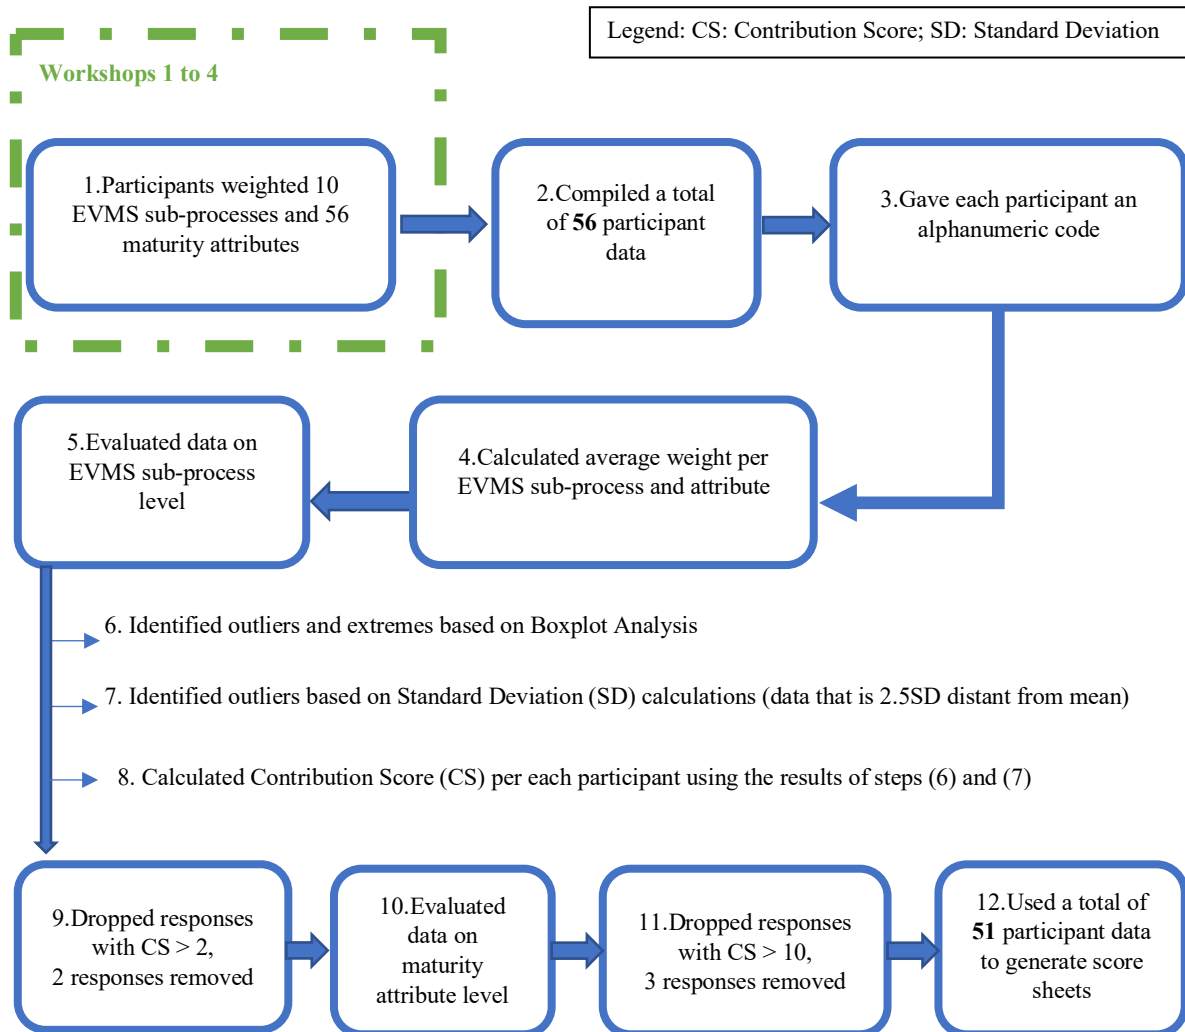 Legend: CS: Contribution Score; SD: Standard Deviation
Workshops 1 to 4
1.Participants weighted 10
EVMS sub-processes and 56
maturity attributes
2.Compiled a total
of 56 participant
data
3.Gave each participant an
alphanumeric code
4.Calculated average weight per
EVMS sub-process and attribute
5.Evaluated data on
EVMS sub-process
level
6. Identified outliers and extremes based on Boxplot Analysis
7. Identified outliers based on Standard Deviation (SD) calculations (data that is 2.5SD distant from mean)
8. Calculated Contribution Score (CS) per each participant using the results of steps (6) and (7)
9.Dropped responses
with CS > 2,
2 responses removed
10.Evaluated
data on
maturity
attribute level
11.Dropped responses
with CS > 10,
3 responses removed
12.Used a total of
51 participant data
to generate score
sheets